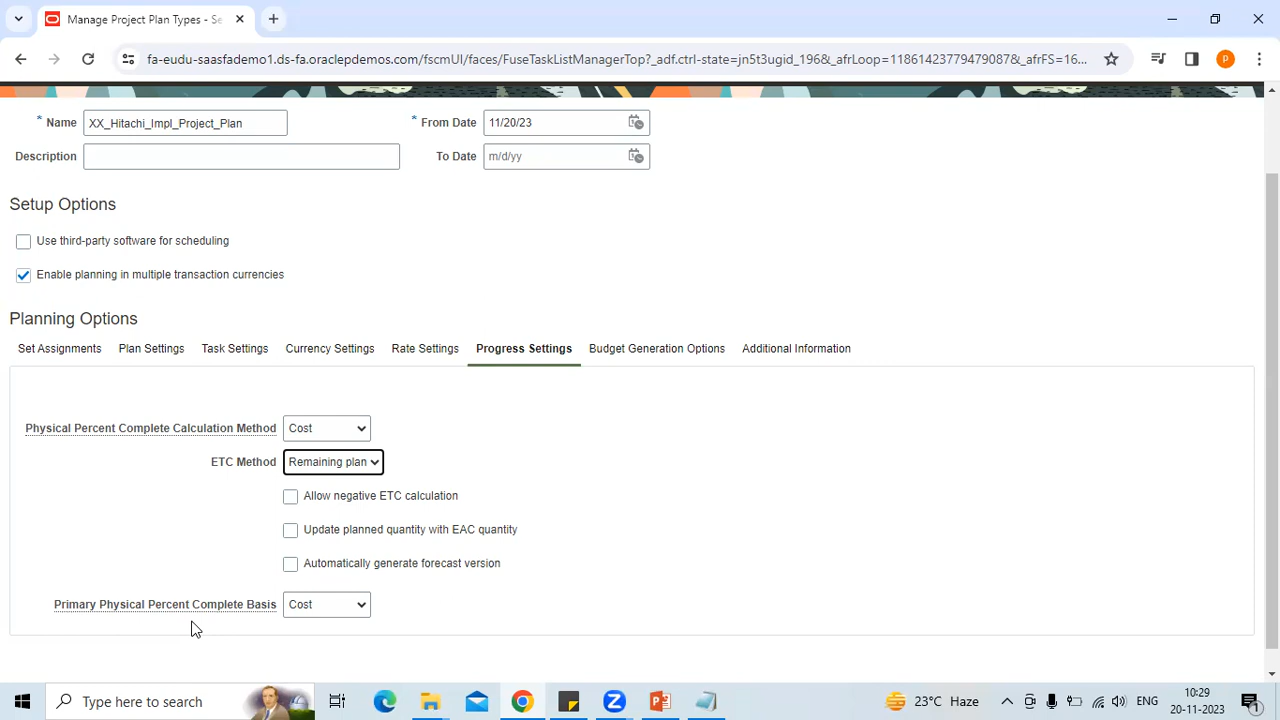 Manage Project Plan Types - Se
fa-eudu-saasfademo1.ds-fa.oraclepdemos.com/fscmUI/faces/FuseTaskListManagerTop?_adf.ctrl-state=jn5t3ugid_196&_afrLoop=118614237794790878&_afrFS=16...
P
* Name XX_Hitachi_Impl_Project_Plan * From Date 11/20/23
Description To Date m/d/yy
Setup Options
Use third-party software for scheduling
Enable planning in multiple transaction currencies
Planning Options
Set Assignments Plan Settings Task Settings Currency Settings Rate Settings Progress Settings Budget Generation Options Additional Information
Physical Percent Complete Calculation Method Cost
ETC Method Remaining plan
Allow negative ETC calculation
Update planned quantity with EAC quantity
Automatically generate forecast version
Primary Physical Percent Complete Basis Cost
Type here to search
23°C Haze
ENG
10:29
20-11-2023
1